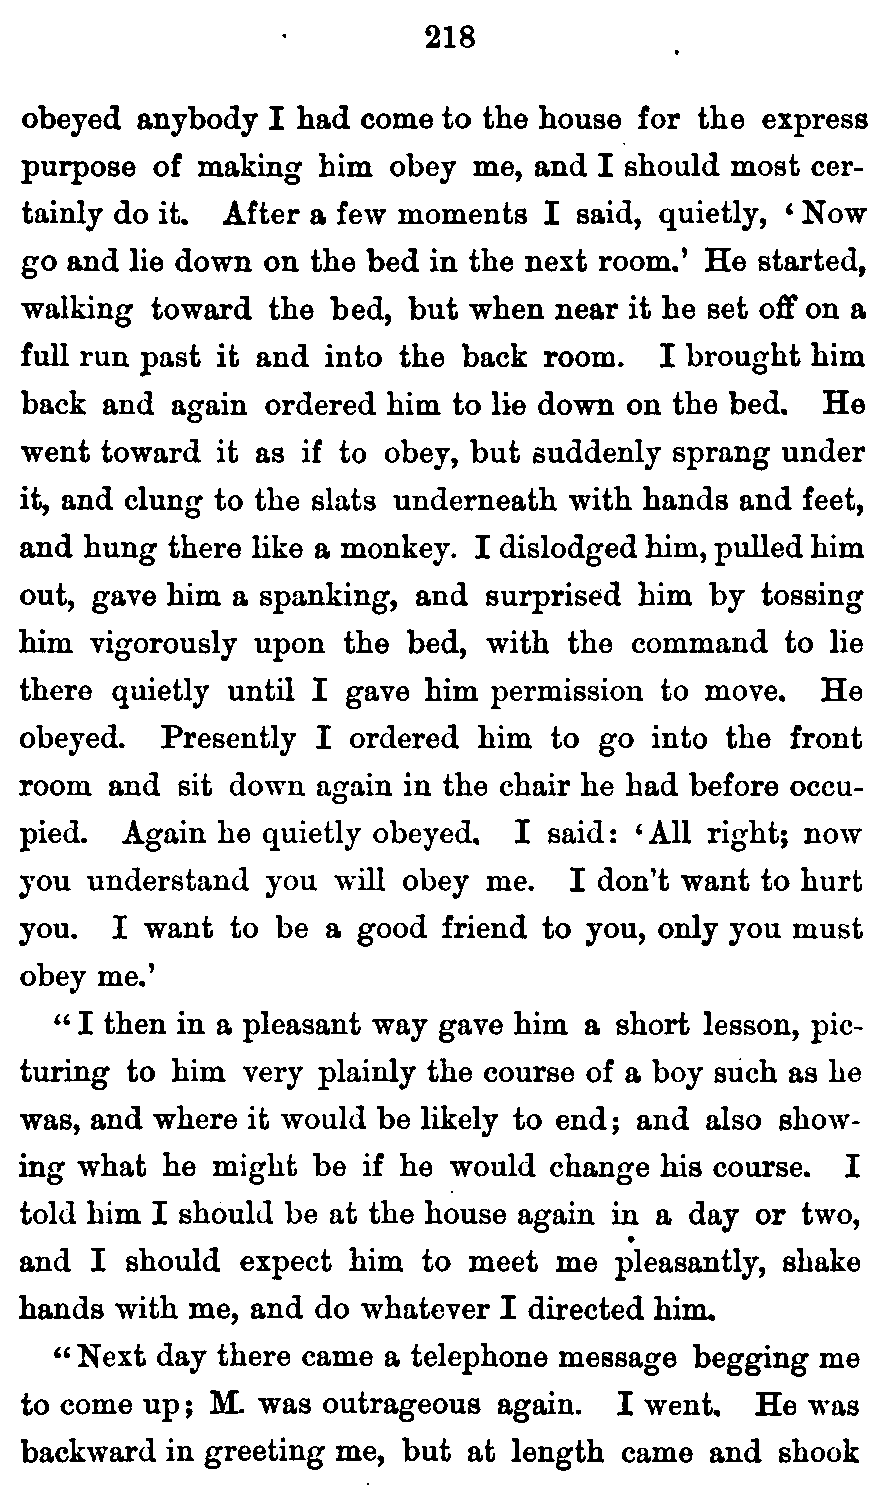 218
obeyed anybody I had come to the house for the express
purpose of making him obey me, and I should most cer-
tainly do it. After a few moments I said, quietly, ‘Now
go and lie down on the bed in the next room.’ He started,
walking toward the bed, but when near it he set off on a
full run past it and into the back room. I brought him
back and again ordered him to lie down on the bed. He
went toward it as if to obey, but suddenly sprang under
it, and clung to the slats underneath with hands and feet,
and hung there like a monkey. I dislodged him, pulled him
out, gave him a spanking, and surprised him by tossing
him vigorously upon the bed, with the command to lie
there quietly until I gave him permission to move. He
obeyed. Presently I ordered him to go into the front
room and sit down again in the chair he had before occu-
pied. Again he quietly obeyed. I said: ‘All right; now
you understand you will obey me. I don’t want to hurt
you. I want to be a good friend to you, only you must
obey me.’
“I then in a pleasant way gave him a short lesson, pic-
turing to him very plainly the course of a boy such as he
was, and where it would be likely to end; and also show-
ing what he might be if he would change his course. I
told him I should be at the house again in a day or two,
and I should expect him to meet me pleasantly, shake
hands with me, and do whatever I directed him.
“Next day there came a telephone message begging me
to come up; M. was outrageous again. I went. He was
backward in greeting me, but at length came and shook